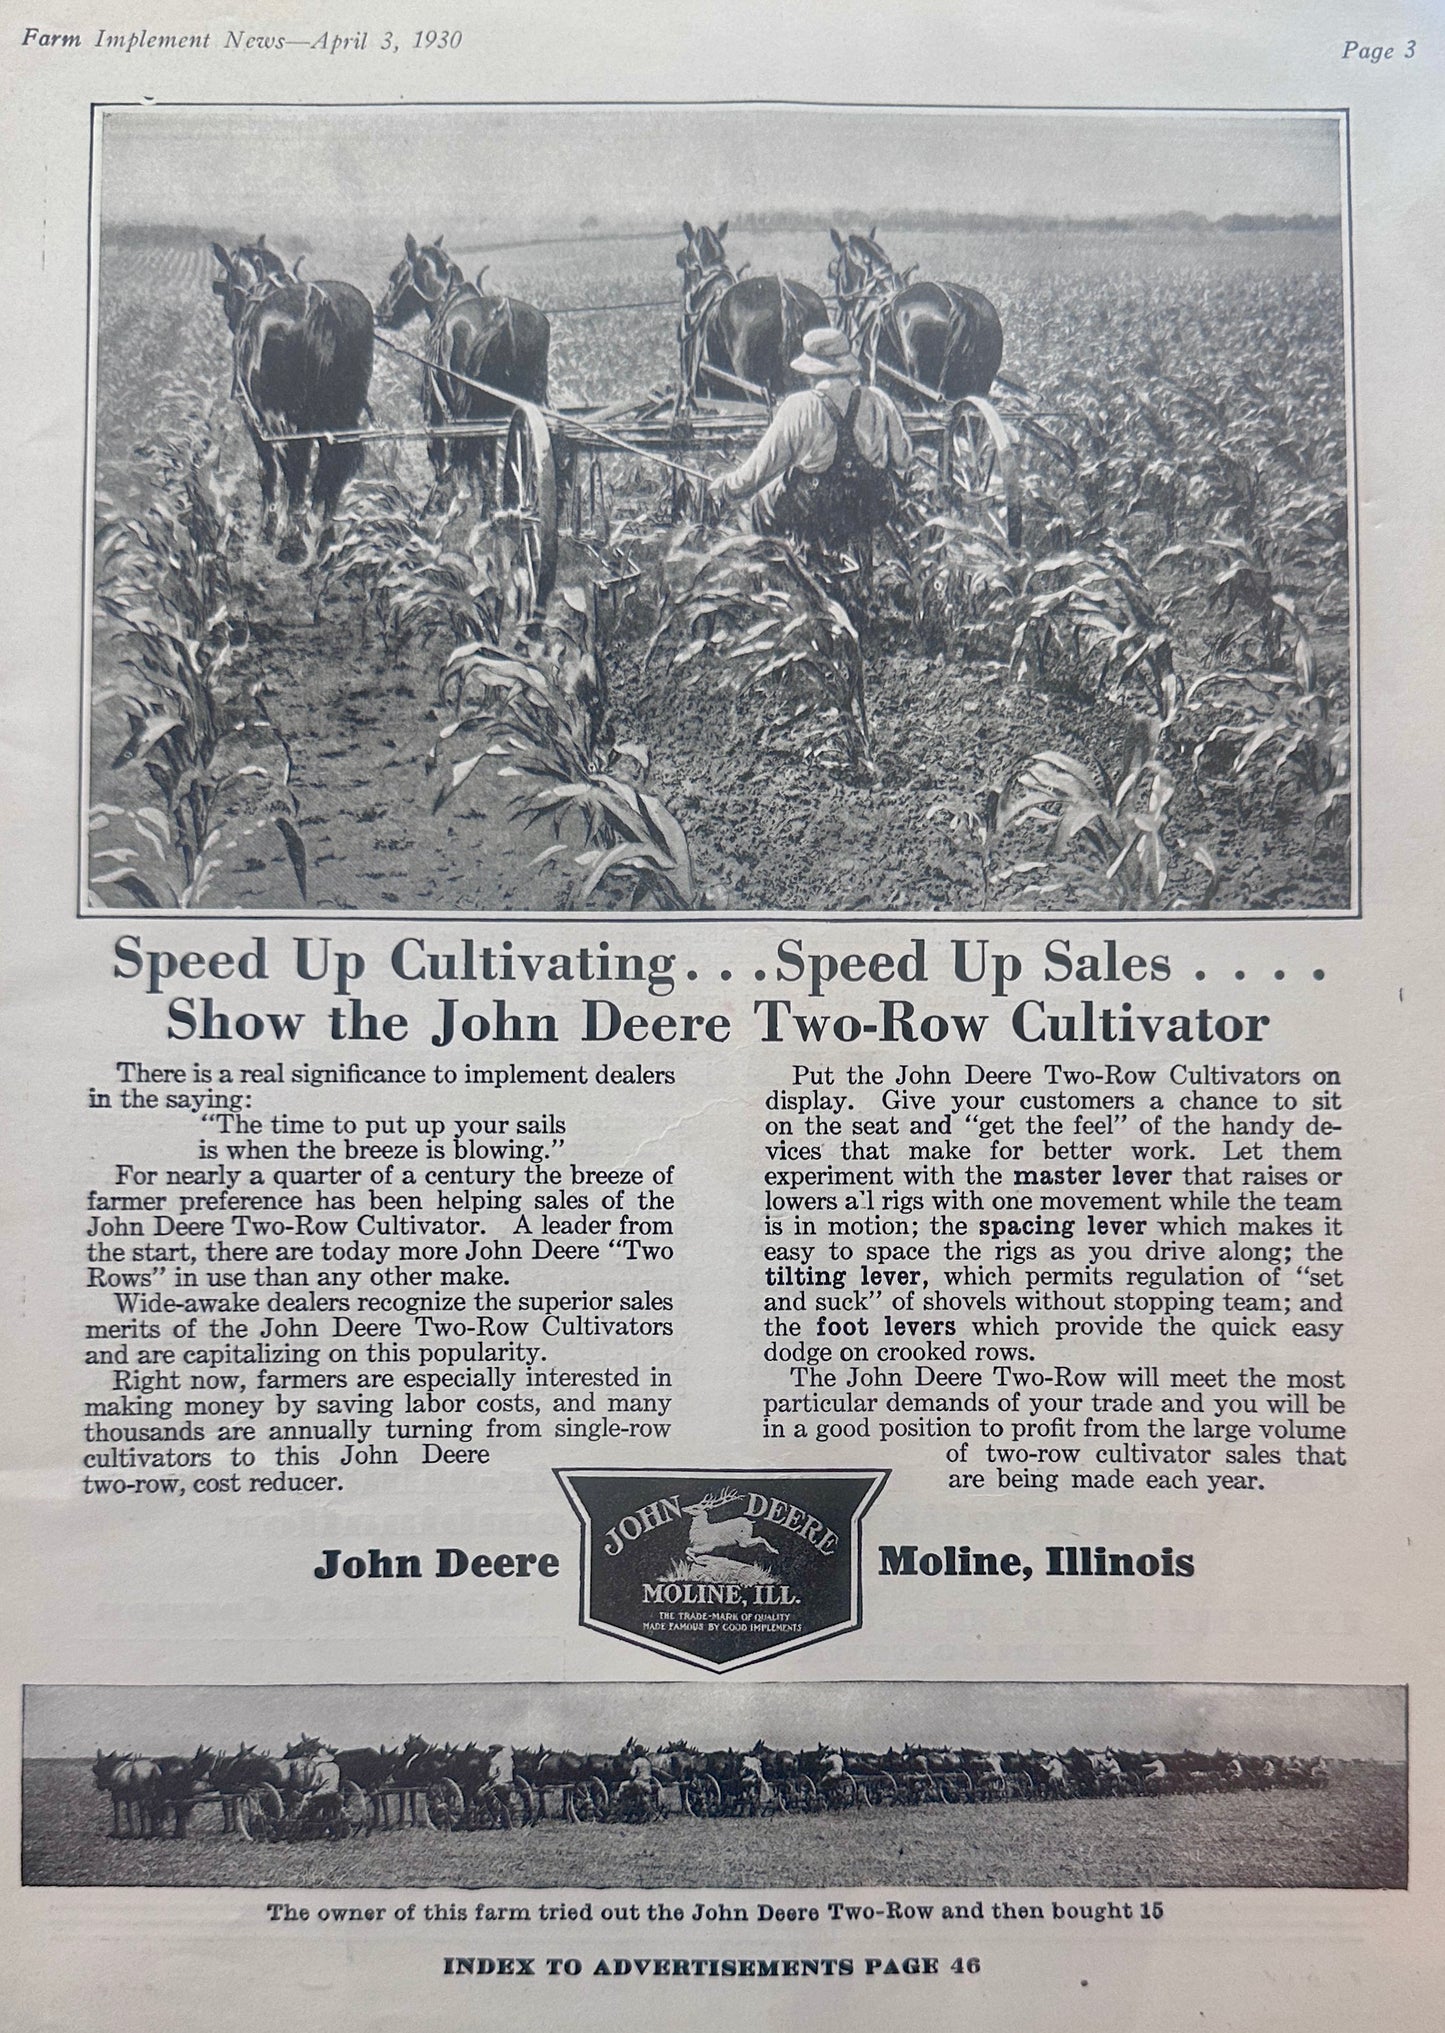 Farm Implement News—April 3, 1930
Page 3
Speed Up Cultivating...Speed Up Sales....
Show the John Deere Two-Row Cultivator
There is a real significance to implement dealers
in the saying:
"The time to put up your sails
is when the breeze is blowing."
For nearly a quarter of a century the breeze of
farmer preference has been helping sales of the
John Deere Two-Row Cultivator. A leader from
the start, there are today more John Deere "Two
Rows" in use than any other make.
Wide-awake dealers recognize the superior sales
merits of the John Deere Two-Row Cultivators
and are capitalizing on this popularity.
Right now, farmers are especially interested in
making money by saving labor costs, and many
thousands are annually turning from single-row
cultivators to this John Deere
two-row, cost reducer.
Put the John Deere Two-Row Cultivators on
display. Give your customers a chance to sit
on the seat and "get the feel" of the handy de-
vices that make for better work. Let them
experiment with the master lever that raises or
lowers all rigs with one movement while the team
is in motion; the spacing lever which makes it
easy to space the rigs as you drive along; the
tilting lever, which permits regulation of "set
and suck" of shovels without stopping team; and
the foot levers which provide the quick easy
dodge on crooked rows.
The John Deere Two-Row will meet the most
particular demands of your trade and you will be
in a good position to profit from the large volume
of two-row cultivator sales that
are being made each year.
John Deere
JOHN DEERE
MOLINE, ILL.
THE TRADE-MARK OF QUALITY
MADE FAMOUS BY GOOD IMPLEMENTS
Moline, Illinois
The owner of this farm tried out the John Deere Two-Row and then bought 15
INDEX TO ADVERTISEMENTS PAGE 46